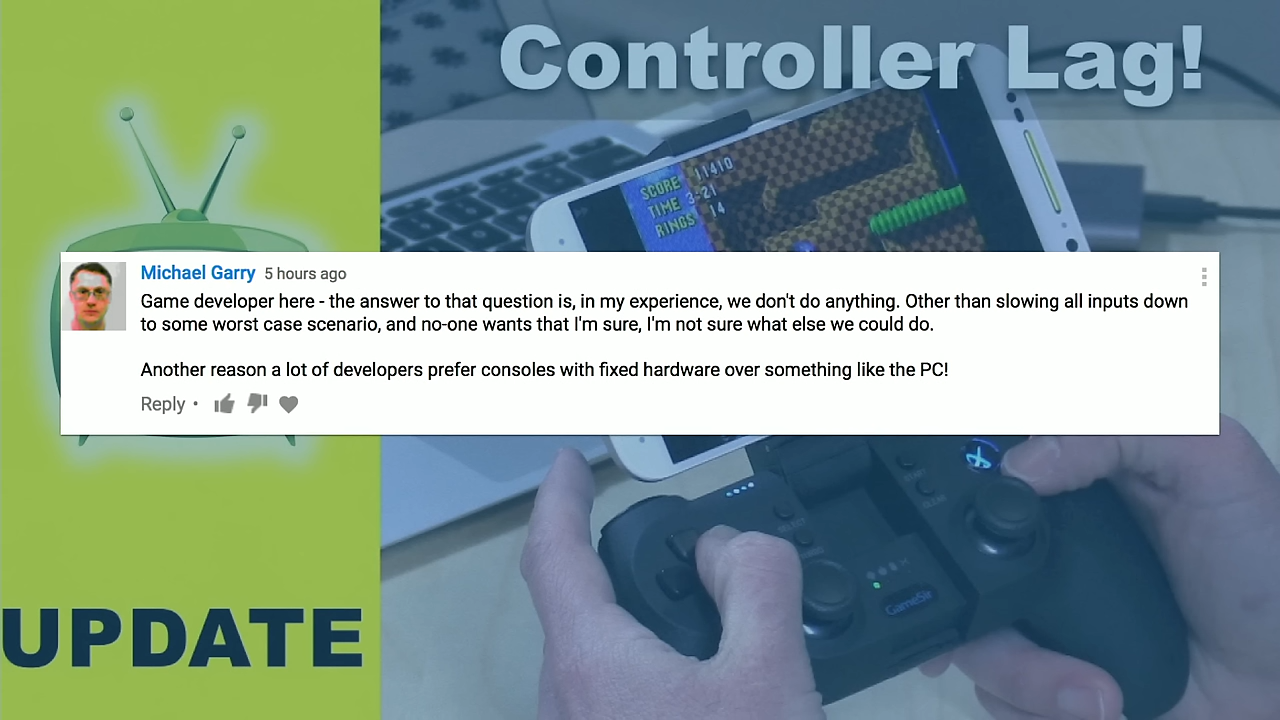 Controller Lag!
SCORE 11410
TIME 3:21
RINGS 14
Michael Garry 5 hours ago
Game developer here - the answer to that question is, in my experience, we don't do anything. Other than slowing all inputs down
to some worst case scenario, and no-one wants that I'm sure, I'm not sure what else we could do.
Another reason a lot of developers prefer consoles with fixed hardware over something like the PC!
Reply •
SELECT
START
GameSir
UPDATE